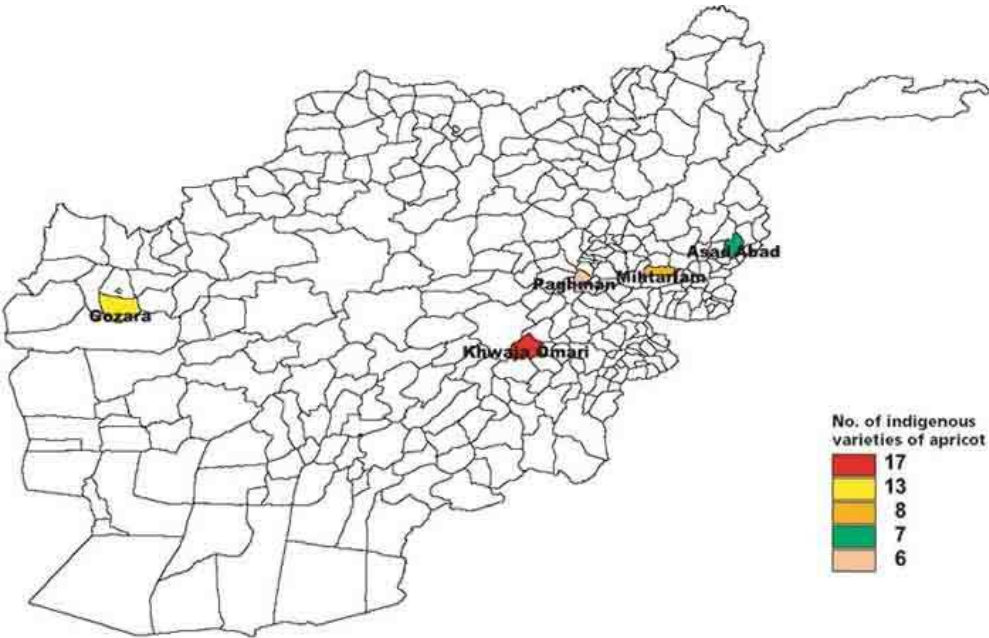 Asad Abad
Mihtarlam
Paghman
Gozara
Khwaja Omari
No. of indigenous
varieties of apricot
17
13
8
7
6